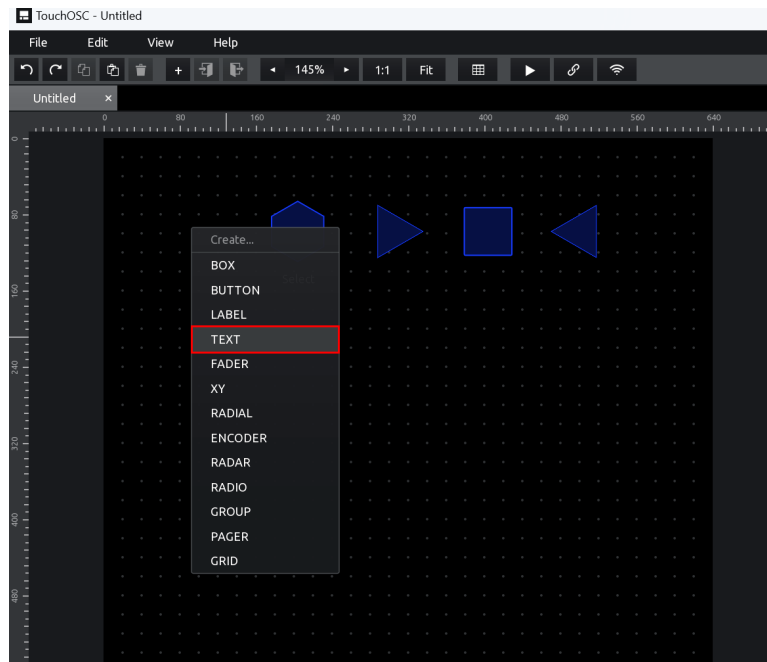 TouchOSC - Untitled
File Edit View Help
+ 145% 1:1 Fit
Untitled ×
0 80 160 240 320 400 480 560 640
0
80
160
240
320
400
480
Create...
BOX
BUTTON
LABEL
TEXT
FADER
XY
RADIAL
ENCODER
RADAR
RADIO
GROUP
PAGER
GRID